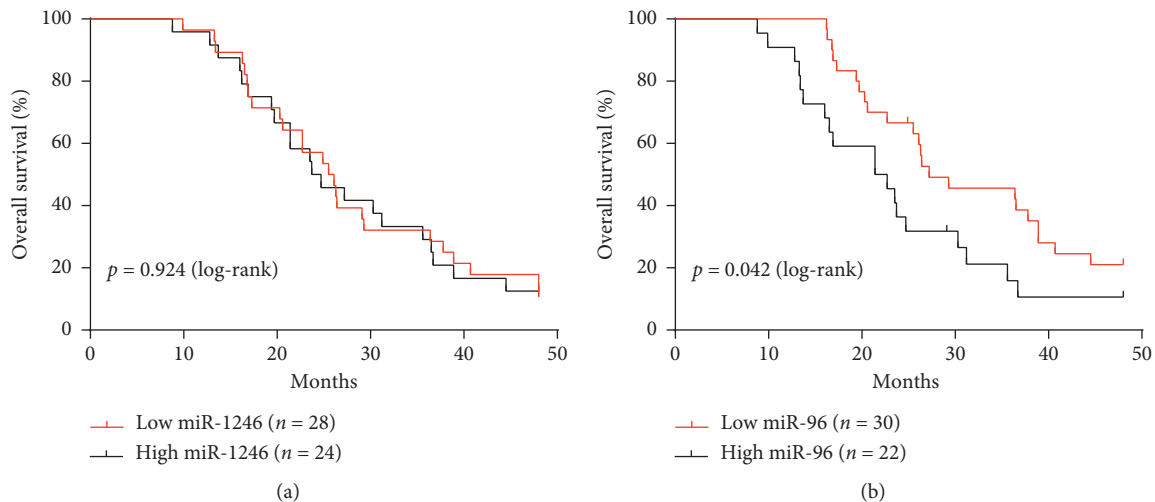 100
80
60
40
20
0
Overall survival (%)
p = 0.924 (log-rank)
0 10 20 30 40 50
Months
Low miR-1246 (n = 28)
High miR-1246 (n = 24)
(a)
100
80
60
40
20
0
Overall survival (%)
p = 0.042 (log-rank)
0 10 20 30 40 50
Months
Low miR-96 (n = 30)
High miR-96 (n = 22)
(b)